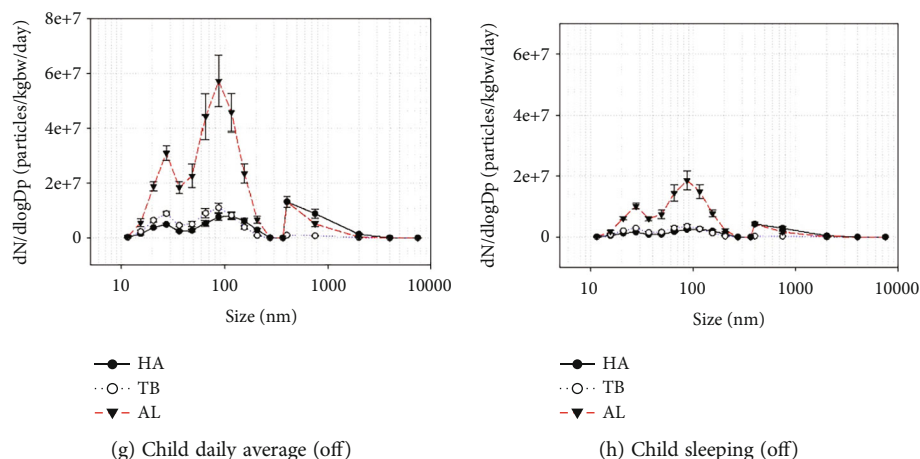 8e+7
6e+7
4e+7
2e+7
0
dN/dlogDp (particles/kgbw/day)
10
100
1000
10000
Size (nm)
HA
TB
AL
(g) Child daily average (off)
6e+7
4e+7
2e+7
0
dN/dlogDp (particles/kgbw/day)
10
100
1000
10000
Size (nm)
HA
TB
AL
(h) Child sleeping (off)